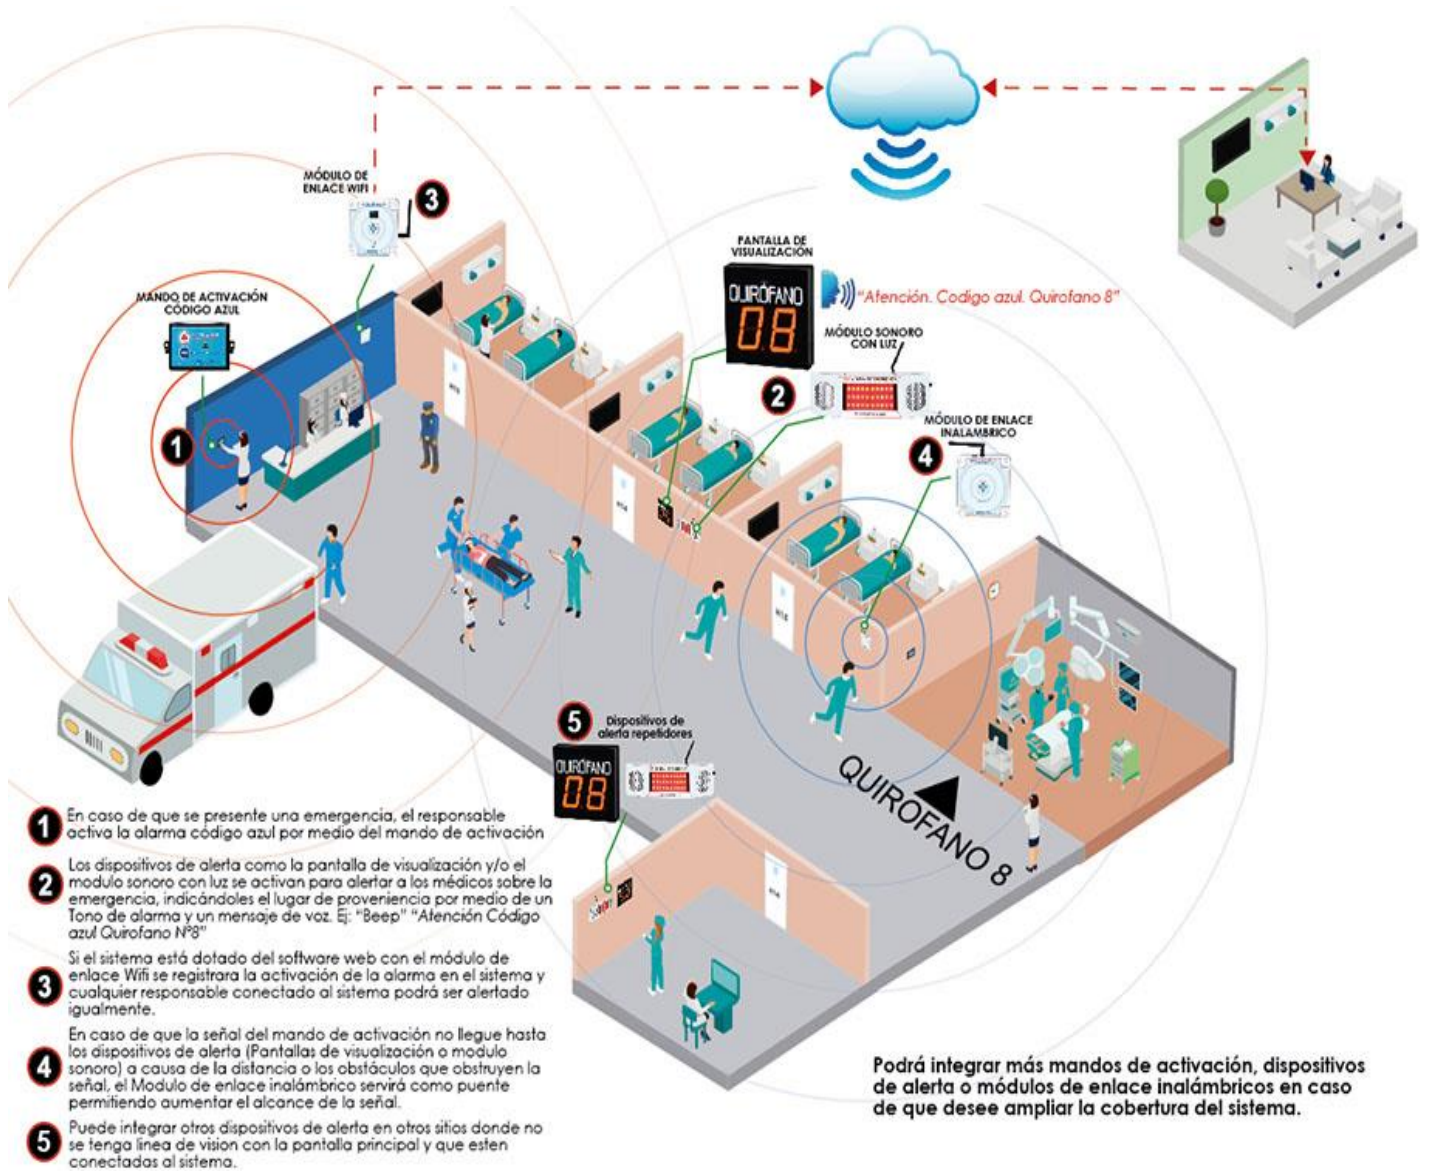 MÓDULO DE
ENLACE WIFI
3
MANDO DE ACTIVACIÓN
CÓDIGO AZUL
1
PANTALLA DE
VISUALIZACIÓN
QUIRÓFANO
08
"Atención. Codigo azul. Quirofano 8"
MÓDULO SONORO
CON LUZ
2
MÓDULO DE ENLACE
INALAMBRICO
4
5
Dispositivos de
alerta repetidores
QUIRÓFANO
08
QUIROFANO 8
1 En caso de que se presente una emergencia, el responsable
activa la alarma código azul por medio del mando de activación
2 Los dispositivos de alerta como la pantalla de visualización y/o el
modulo sonoro con luz se activan para alertar a los médicos sobre la
emergencia, indicándoles el lugar de proveniencia por medio de un
Tono de alarma y un mensaje de voz. Ej: "Beep" "Atención Código
azul Quirofano Nº8"
3 Si el sistema está dotado del software web con el módulo de
enlace Wifi se registrara la activación de la alarma en el sistema y
cualquier responsable conectado al sistema podrá ser alertado
igualmente.
4 En caso de que la señal del mando de activación no llegue hasta
los dispositivos de alerta (Pantallas de visualización o modulo
sonoro) a causa de la distancia o los obstáculos que obstruyen la
señal, el Modulo de enlace inalámbrico servirá como puente
permitiendo aumentar el alcance de la señal.
5 Puede integrar otros dispositivos de alerta en otros sitios donde no
se tenga linea de vision con la pantalla principal y que esten
conectadas al sistema.
Podrá integrar más mandos de activación, dispositivos
de alerta o módulos de enlace inalámbricos en caso
de que desee ampliar la cobertura del sistema.